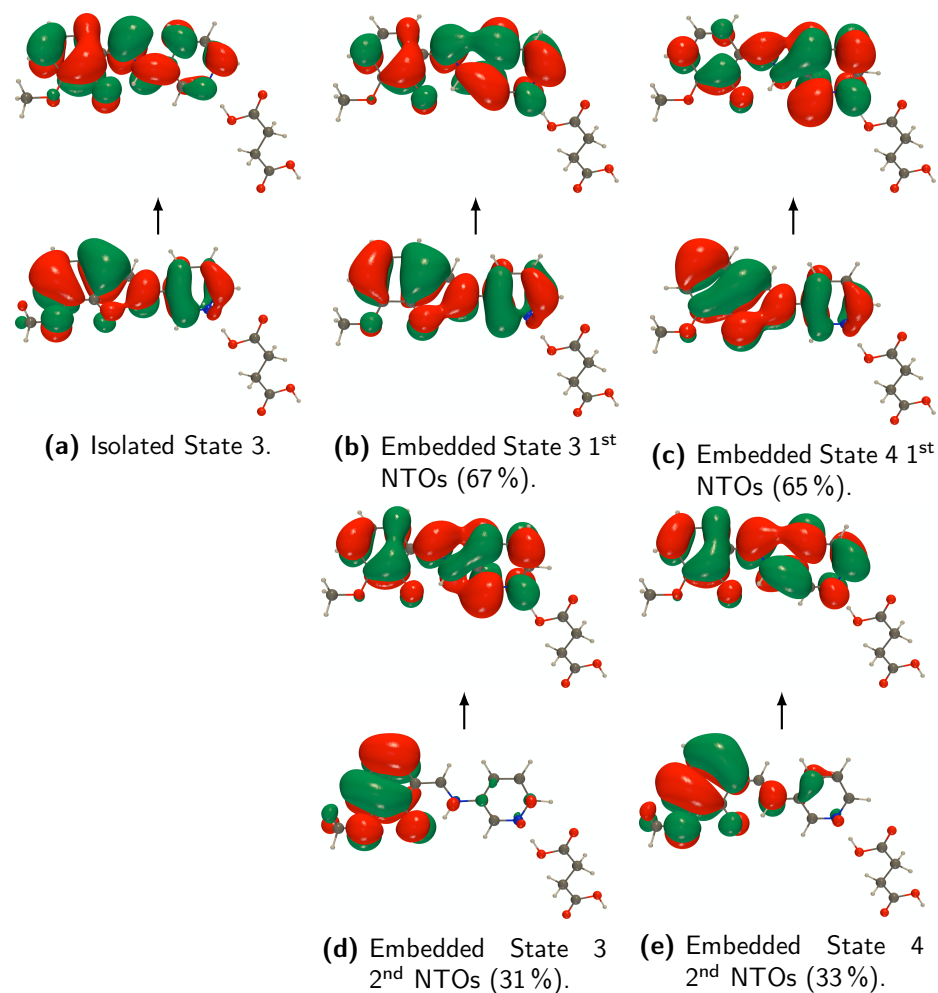 (a) Isolated State 3.
(b) Embedded State 3 1st
NTOs (67 %).
(c) Embedded State 4 1st
NTOs (65 %).
(d) Embedded State 3
2nd NTOs (31 %).
(e) Embedded State 4
2nd NTOs (33 %).